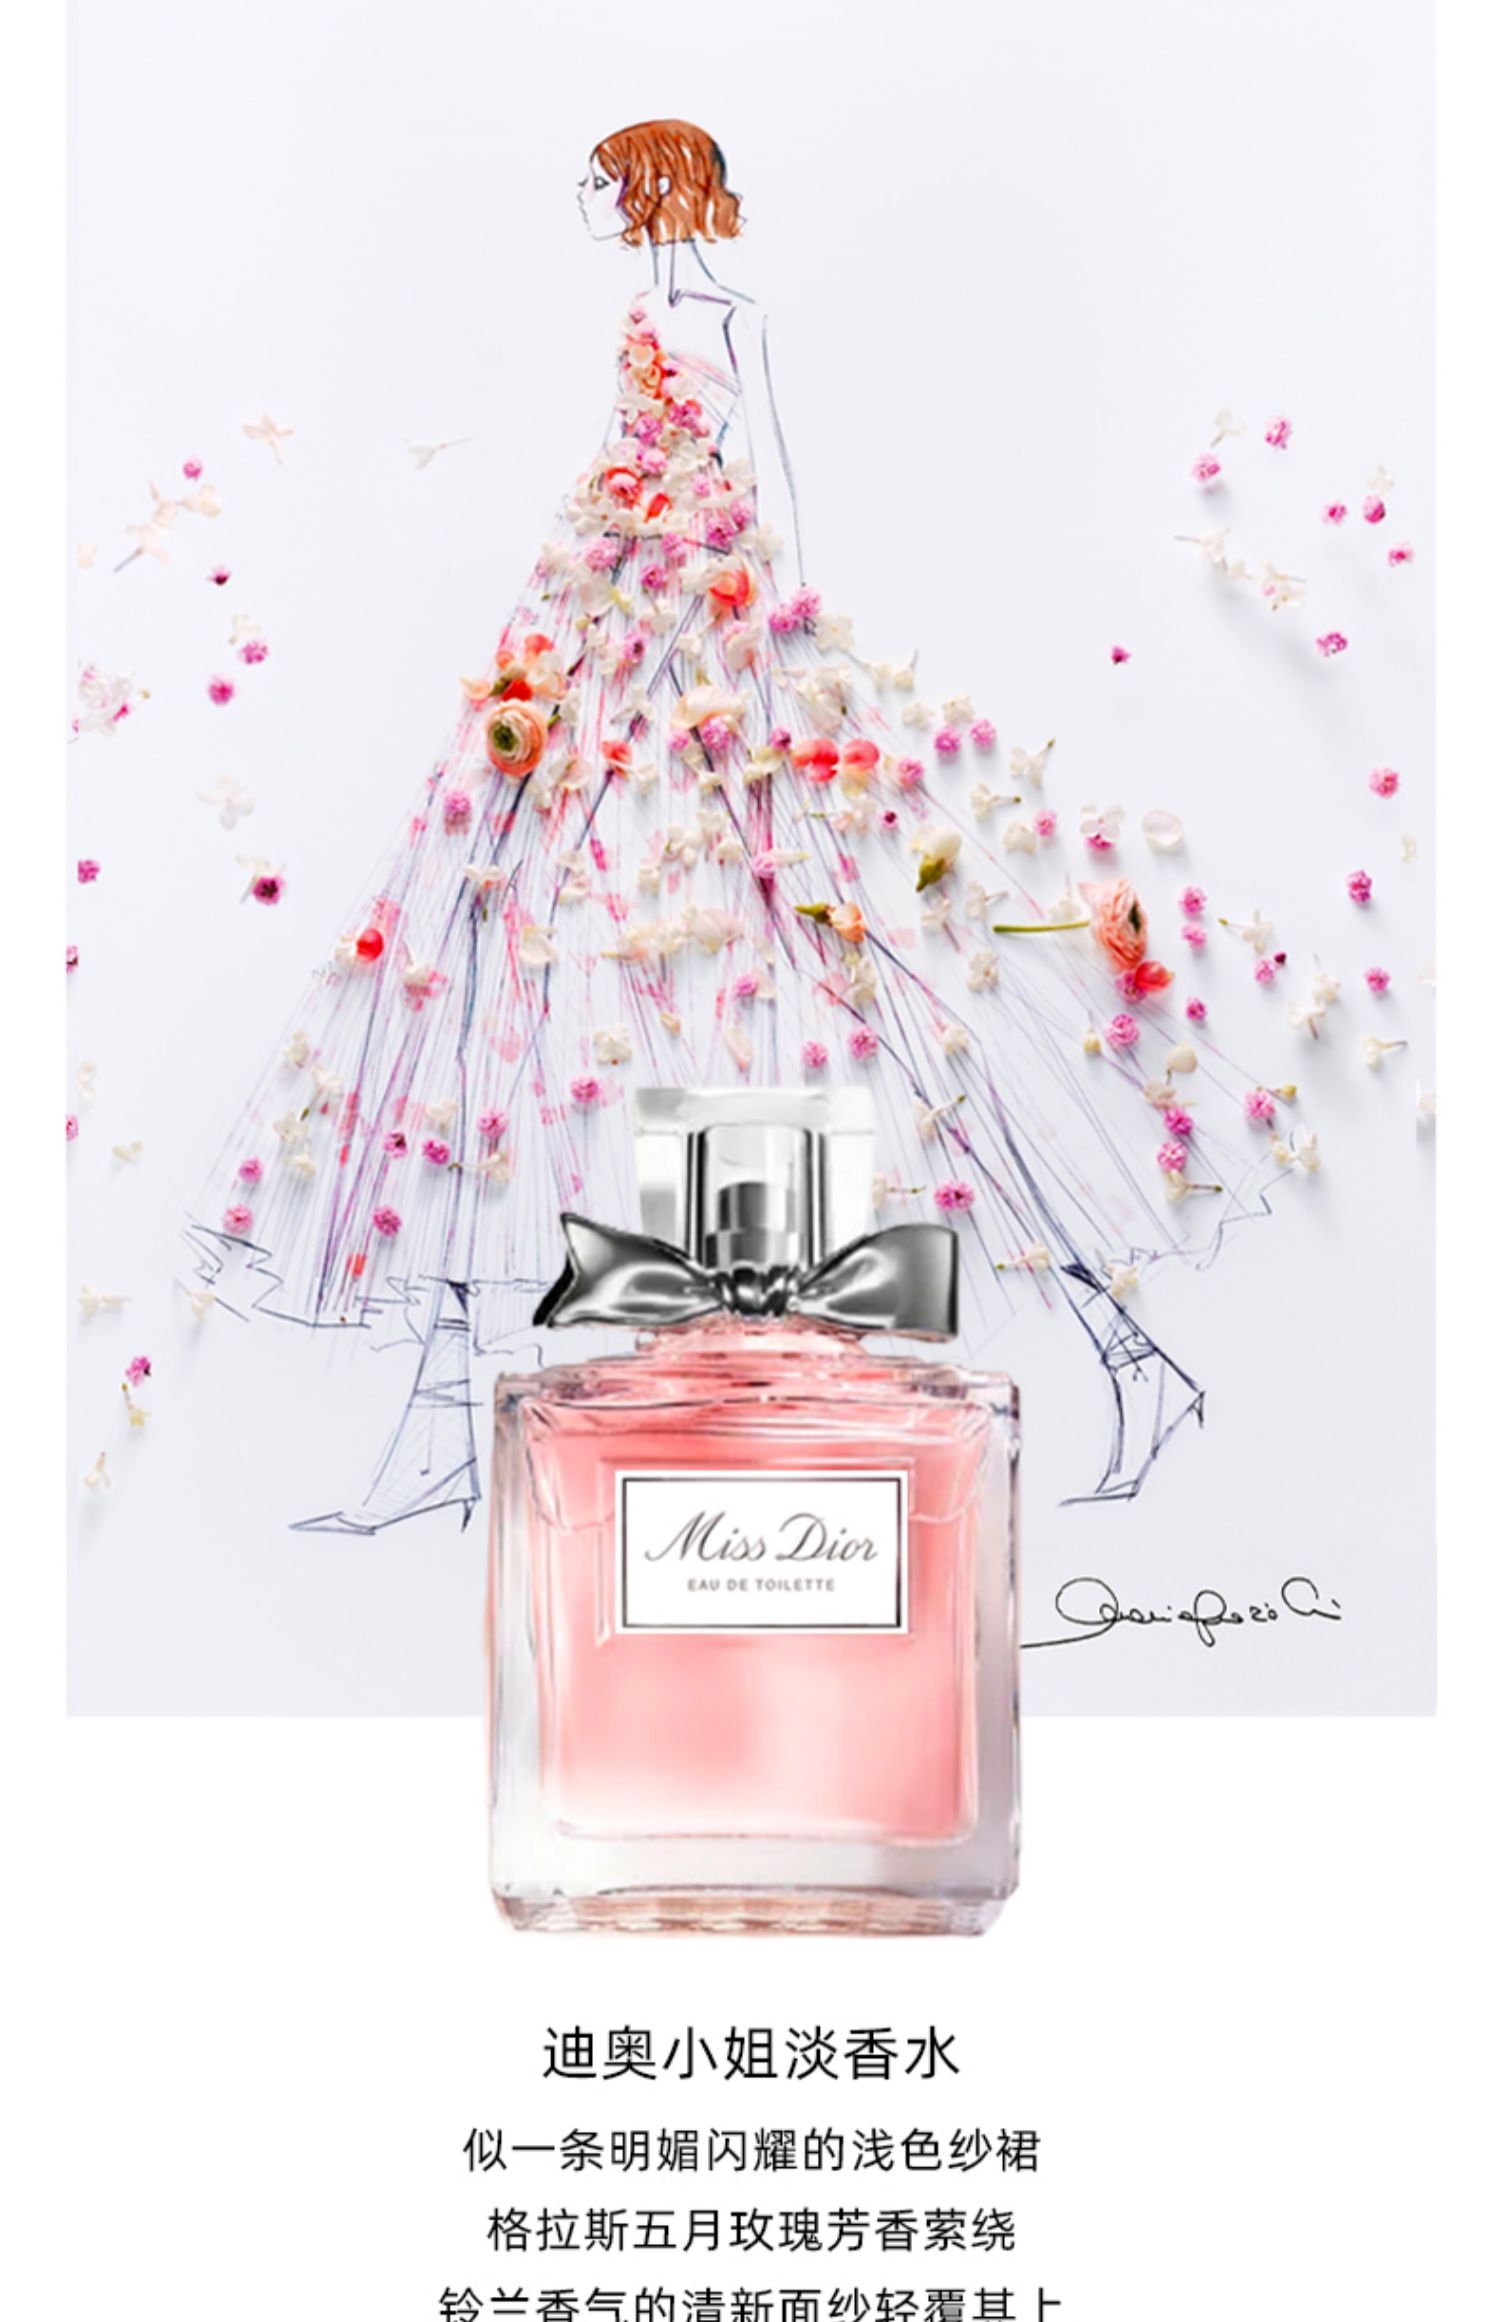 Miss Dior
EAU DE TOILETTE
迪奥小姐淡香水
似一条明媚闪耀的浅色纱裙
格拉斯五月玫瑰芳香萦绕
铃兰香气的清新面纱轻覆其上